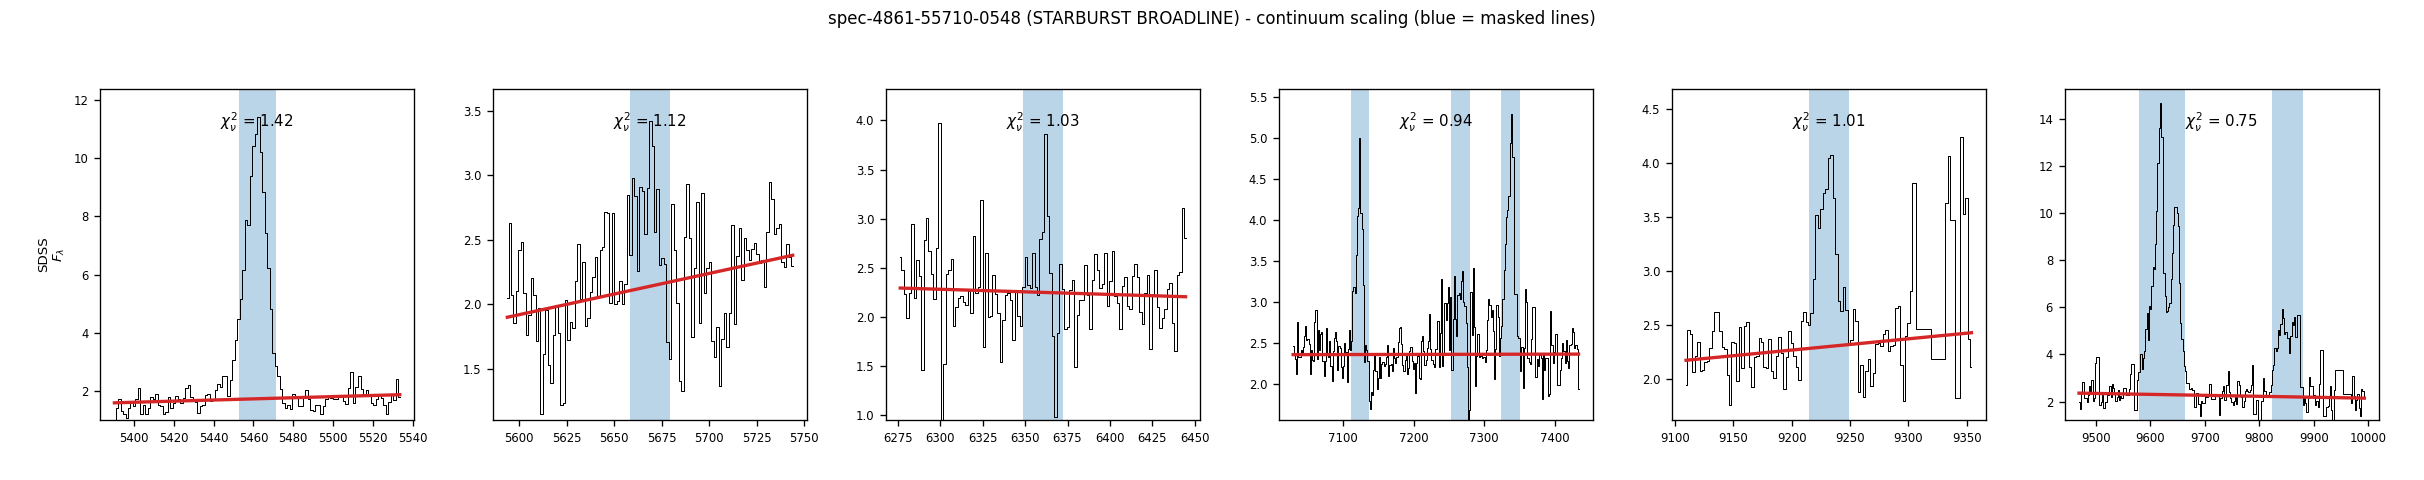 spec-4861-55710-0548 (STARBURST BROADLINE) - continuum scaling (blue = masked lines)
SDSS
Fλ
χ²ν = 1.42
12
10
8
6
4
2
5400 5420 5440 5460 5480 5500 5520 5540
χ²ν = 1.12
3.5
3.0
2.5
2.0
1.5
5600 5625 5650 5675 5700 5725 5750
χ²ν = 1.03
4.0
3.5
3.0
2.5
2.0
1.5
1.0
6275 6300 6325 6350 6375 6400 6425 6450
χ²ν = 0.94
5.5
5.0
4.5
4.0
3.5
3.0
2.5
2.0
7100 7200 7300 7400
χ²ν = 1.01
4.5
4.0
3.5
3.0
2.5
2.0
9100 9150 9200 9250 9300 9350
χ²ν = 0.75
14
12
10
8
6
4
2
9500 9600 9700 9800 9900 10000